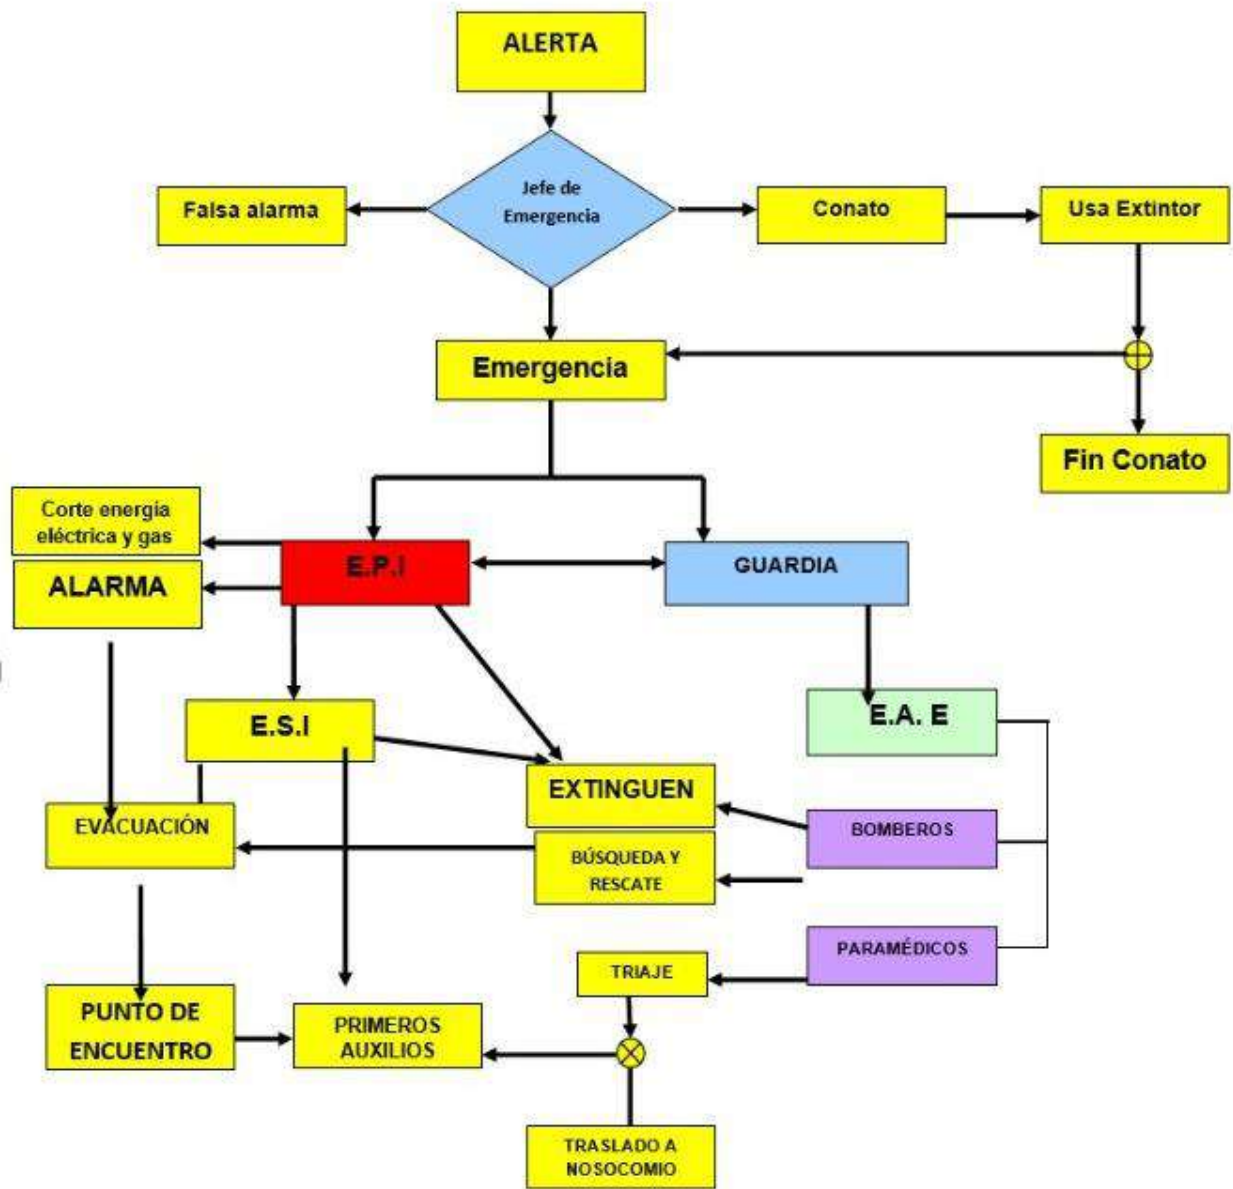 ALERTA
Jefe de
Emergencia
Falsa alarma
Conato
Usa Extintor
Emergencia
Fin Conato
Corte energia
eléctrica y gas
ALARMA
E.P.I
GUARDIA
E.S.I
E.A. E
EXTINGUEN
EVACUACIÓN
BOMBEROS
BÚSQUEDA Y
RESCATE
PARAMÉDICOS
TRIAJE
PUNTO DE
ENCUENTRO
PRIMEROS
AUXILIOS
TRASLADO A
NOSOCOMIO